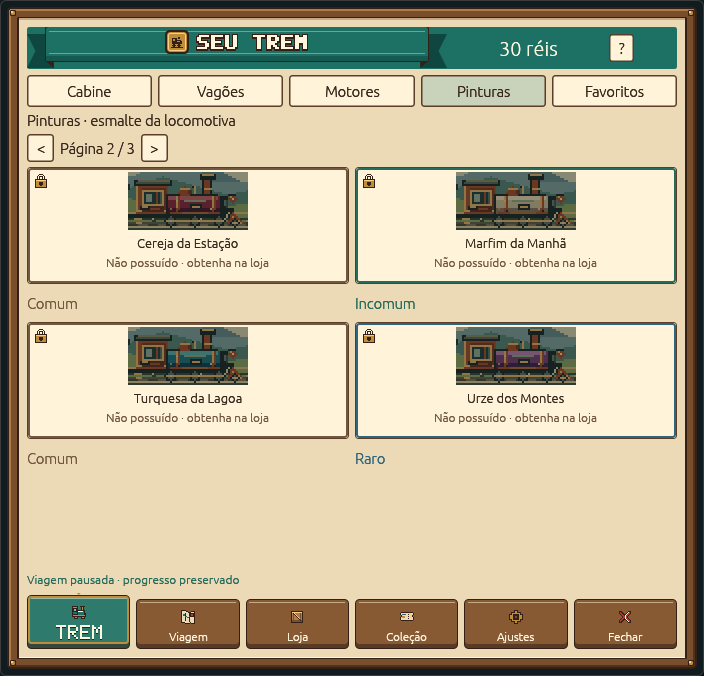 SEU TREM
30 réis
?
Cabine
Vagões
Motores
Pinturas
Favoritos
Pinturas · esmalte da locomotiva
< Página 2 / 3 >
Cereja da Estação
Não possuído · obtenha na loja
Comum
Marfim da Manhã
Não possuído · obtenha na loja
Incomum
Turquesa da Lagoa
Não possuído · obtenha na loja
Comum
Urze dos Montes
Não possuído · obtenha na loja
Raro
Viagem pausada · progresso preservado
TREM
Viagem
Loja
Coleção
Ajustes
Fechar